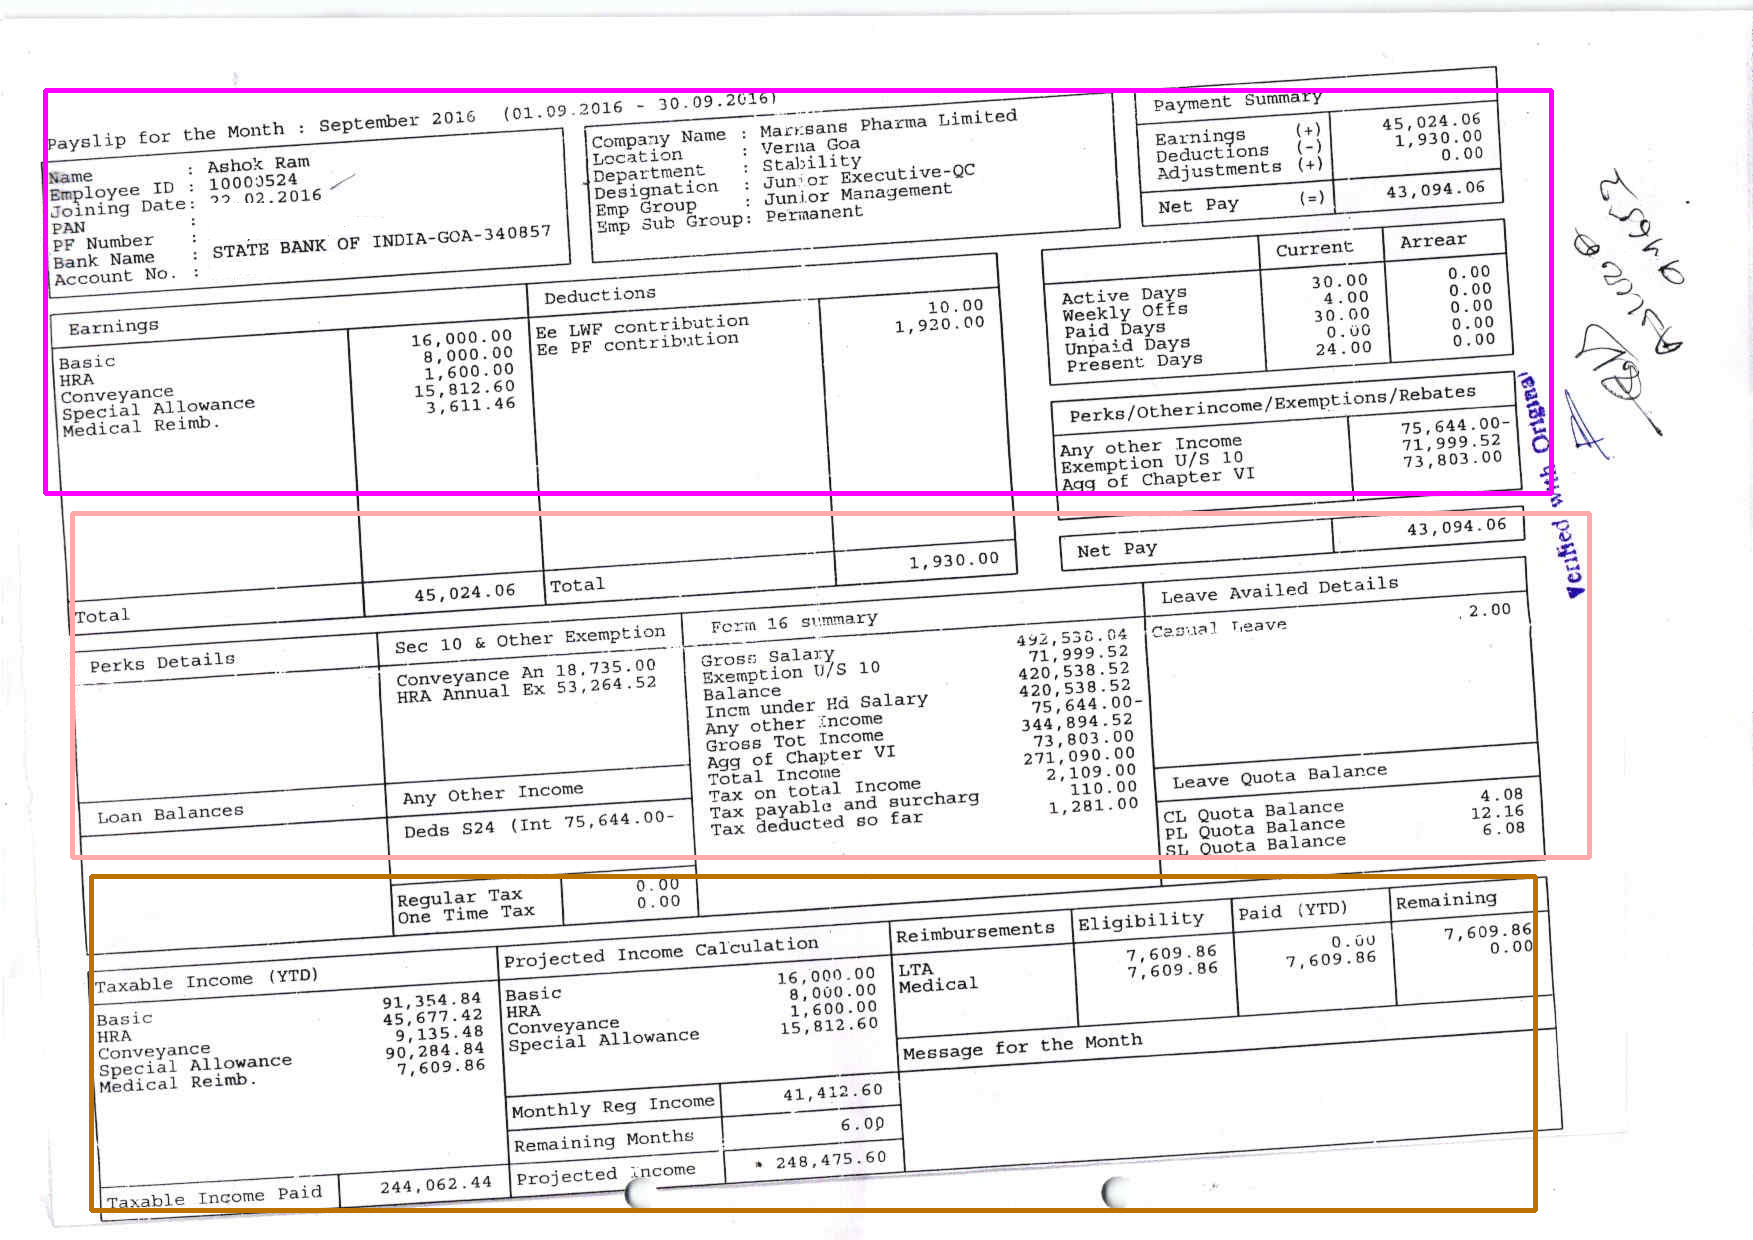 Payslip for the Month : September 2016 (01.09.2016 - 30.09.2016)
Name : Ashok Ram
Employee ID : 10000524
Joining Date: 22.02.2016
PAN :
PF Number :
Bank Name : STATE BANK OF INDIA-GOA-340857
Account No. :
Company Name : Marksans Pharma Limited
Location : Verna Goa
Department : Stability
Designation : Junior Executive-QC
Emp Group : Junior Management
Emp Sub Group: Permanent
Payment Summary
Earnings (+) 45,024.06
Deductions (-) 1,930.00
Adjustments (+) 0.00
Net Pay (=) 43,094.06
Current Arrear
Active Days 30.00 0.00
Weekly Offs 4.00 0.00
Paid Days 30.00 0.00
Unpaid Days 0.00 0.00
Present Days 24.00 0.00
Earnings
Basic 16,000.00
HRA 8,000.00
Conveyance 1,600.00
Special Allowance 15,812.60
Medical Reimb. 3,611.46
Deductions
Ee LWF contribution 10.00
Ee PF contribution 1,920.00
Perks/Otherincome/Exemptions/Rebates
Any other Income 75,644.00-
Exemption U/S 10 71,999.52
Agg of Chapter VI 73,803.00
Verified with Original
Net Pay 43,094.06
Total 45,024.06 Total 1,930.00
Perks Details
Sec 10 & Other Exemption
Conveyance An 18,735.00
HRA Annual Ex 53,264.52
Form 16 summary
Gross Salary 492,538.04
Exemption U/S 10 71,999.52
Balance 420,538.52
Incm under Hd Salary 420,538.52
Any other Income 75,644.00-
Gross Tot Income 344,894.52
Agg of Chapter VI 73,803.00
Total Income 271,090.00
Tax on total Income 2,109.00
Tax payable and surcharg 110.00
Tax deducted so far 1,281.00
Leave Availed Details
Casual Leave 2.00
Leave Quota Balance
CL Quota Balance 4.08
PL Quota Balance 12.16
SL Quota Balance 6.08
Loan Balances
Any Other Income
Deds S24 (Int 75,644.00-
Regular Tax 0.00
One Time Tax 0.00
Taxable Income (YTD)
Basic 91,354.84
HRA 45,677.42
Conveyance 9,135.48
Special Allowance 90,284.84
Medical Reimb. 7,609.86
Taxable Income Paid 244,062.44
Projected Income Calculation
Basic 16,000.00
HRA 8,000.00
Conveyance 1,600.00
Special Allowance 15,812.60
Monthly Reg Income 41,412.60
Remaining Months 6.00
Projected Income 248,475.60
Reimbursements Eligibility Paid (YTD) Remaining
LTA 7,609.86 0.00 7,609.86
Medical 7,609.86 7,609.86 0.00
Message for the Month